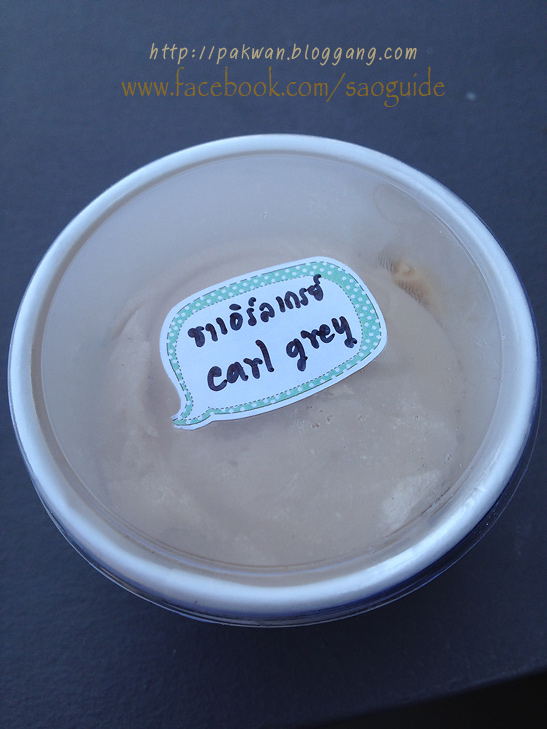 http://pakwan.bloggang.com
www.facebook.com/saoguide
ชาเอิร์ลเกรย์
earl grey